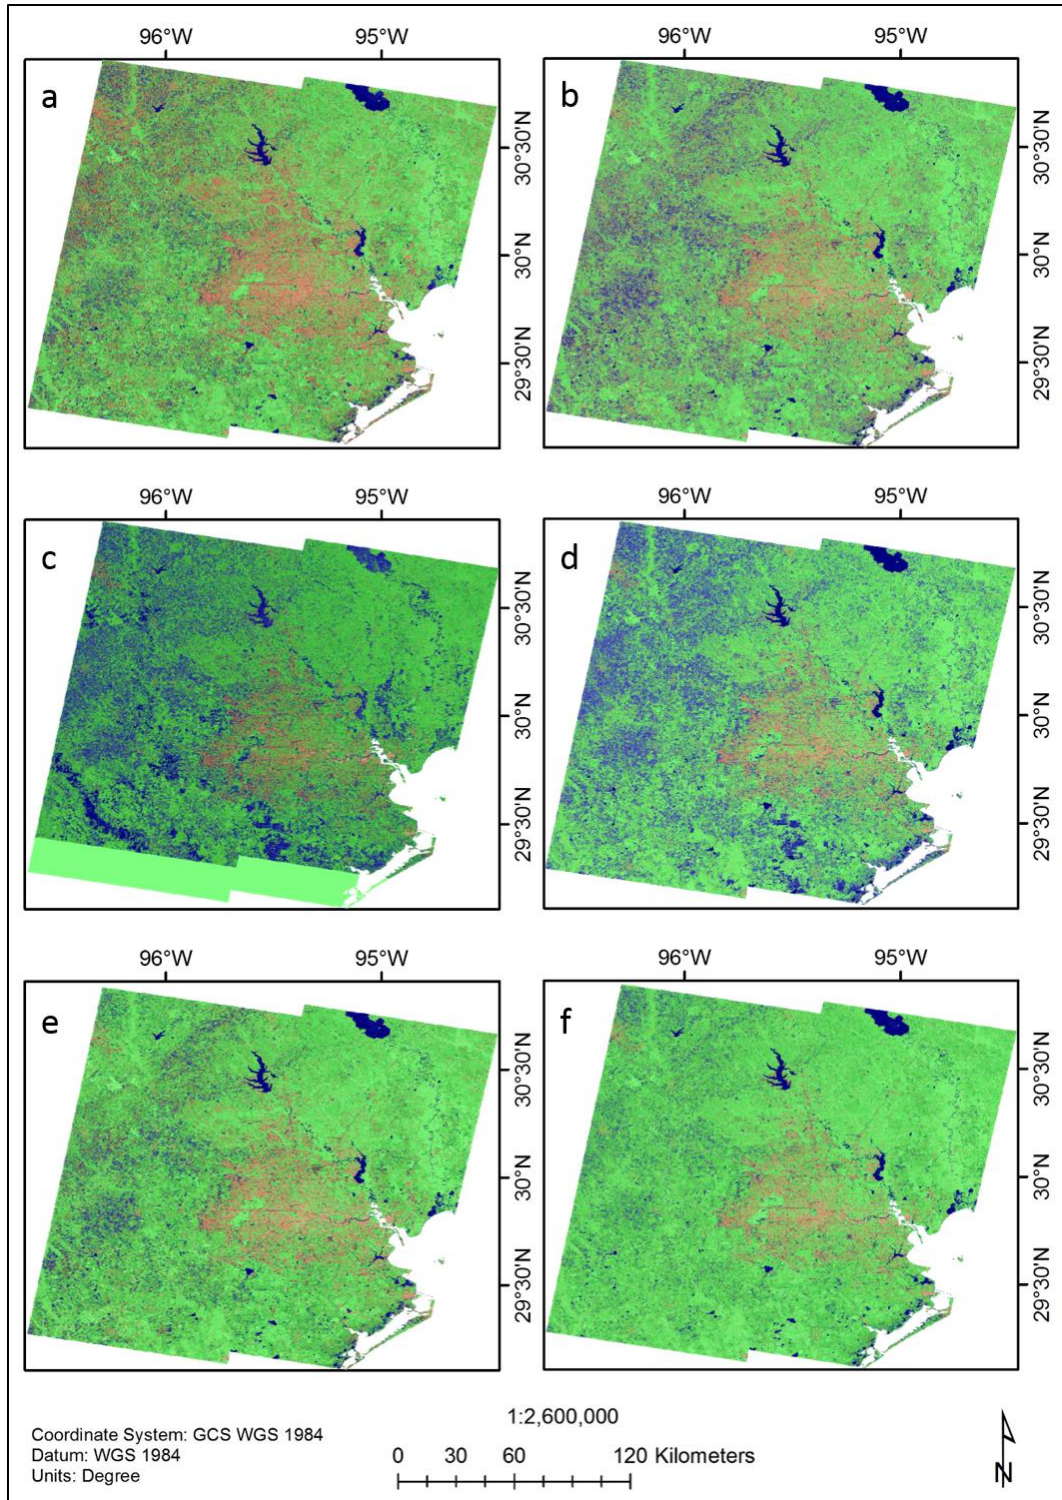 96°W 95°W 96°W 95°W
a b
30°30'N 30°30'N
30°N 30°N
29°30'N 29°30'N
96°W 95°W 96°W 95°W
c d
30°30'N 30°30'N
30°N 30°N
29°30'N 29°30'N
96°W 95°W 96°W 95°W
e f
30°30'N 30°30'N
30°N 30°N
29°30'N 29°30'N
1:2,600,000
Coordinate System: GCS WGS 1984
Datum: WGS 1984
Units: Degree
0 30 60 120 Kilometers
N